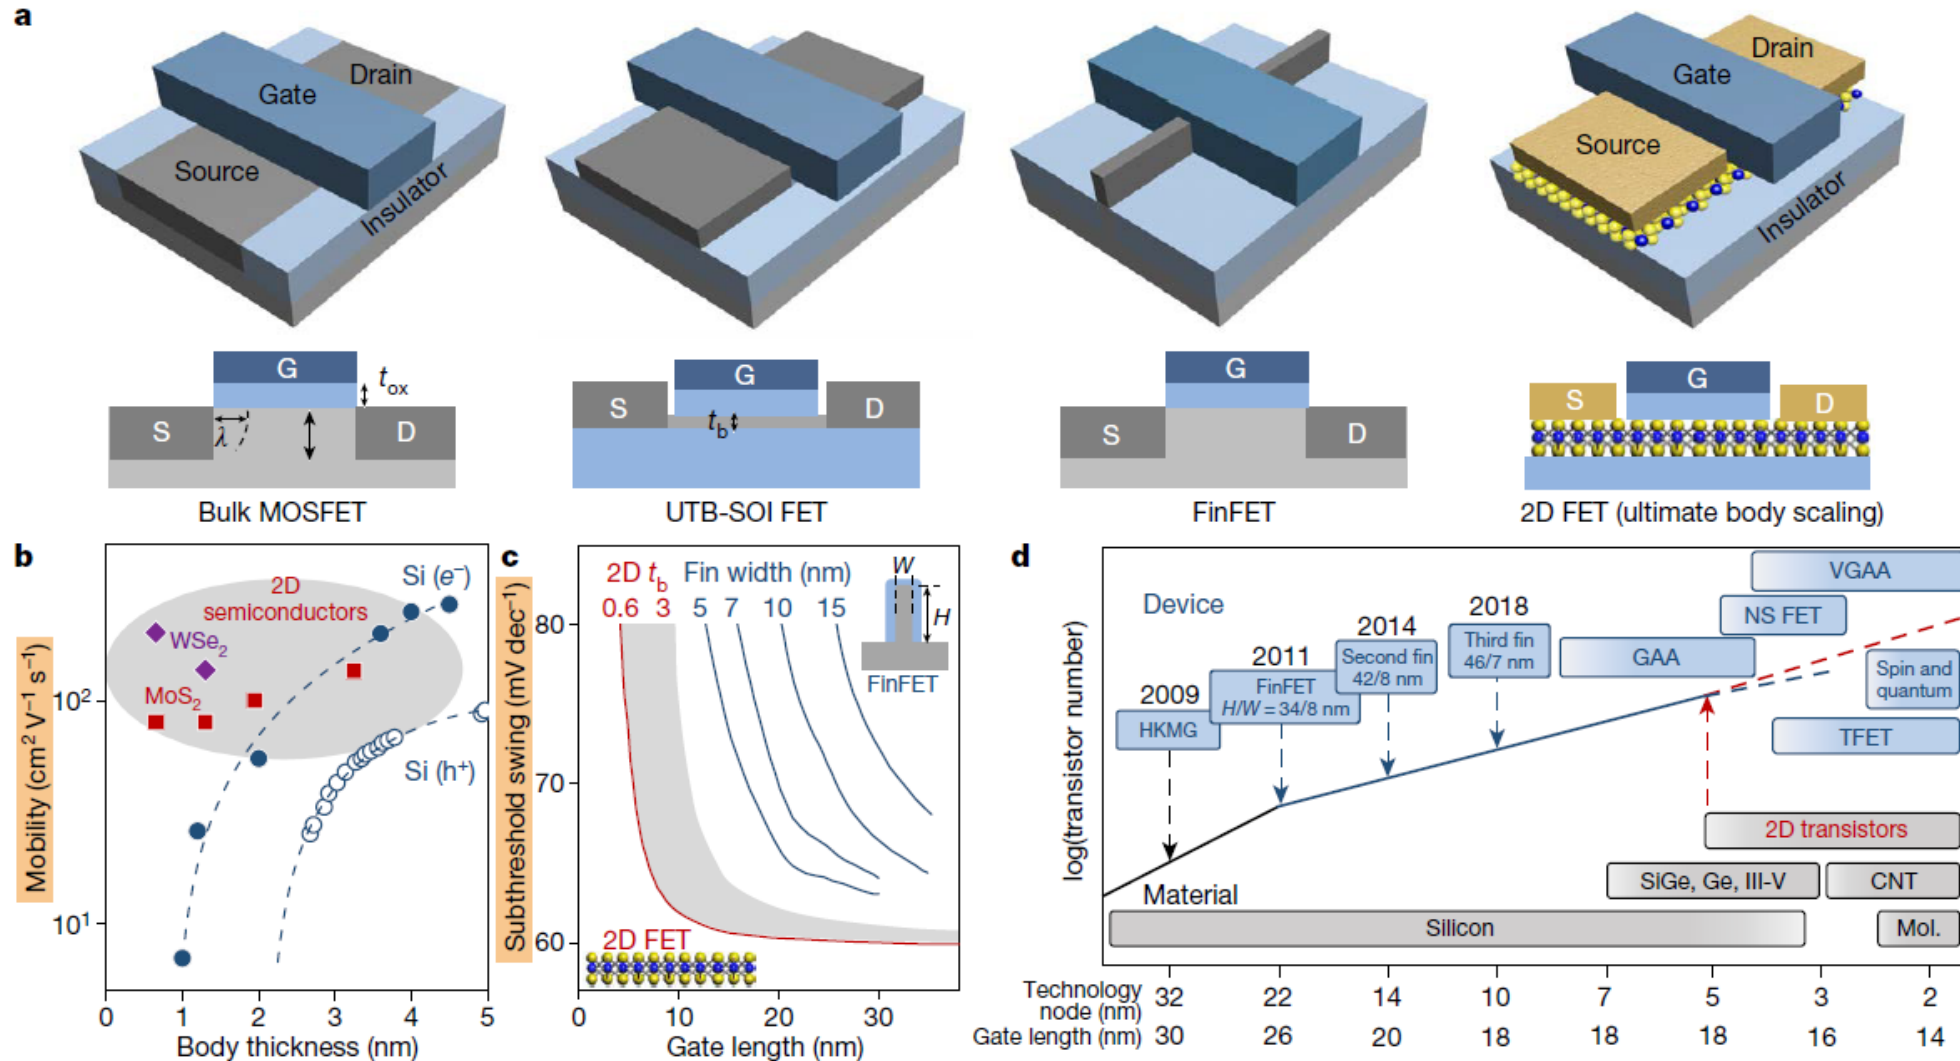 a
Gate
Drain
Source
Insulator
Drain
Gate
Source
Insulator
G
t_ox
S
λ
D
Bulk MOSFET
G
S
t_b
D
UTB-SOI FET
G
S
D
FinFET
G
S
D
2D FET (ultimate body scaling)
b
Mobility (cm² V⁻¹ s⁻¹)
10²
10¹
2D
semiconductors
Si (e⁻)
WSe₂
MoS₂
Si (h⁺)
0 1 2 3 4 5
Body thickness (nm)
c
Subthreshold swing (mV dec⁻¹)
80
70
60
2D t_b Fin width (nm)
0.6 3 5 7 10 15
W
H
FinFET
2D FET
0 10 20 30
Gate length (nm)
d
log(transistor number)
Device
2009
HKMG
2011
FinFET
H/W = 34/8 nm
2014
Second fin
42/8 nm
2018
Third fin
46/7 nm
GAA
VGAA
NS FET
Spin and
quantum
TFET
2D transistors
SiGe, Ge, III-V
CNT
Material
Silicon
Mol.
Technology
node (nm)
32 22 14 10 7 5 3 2
Gate length (nm) 30 26 20 18 18 18 16 14